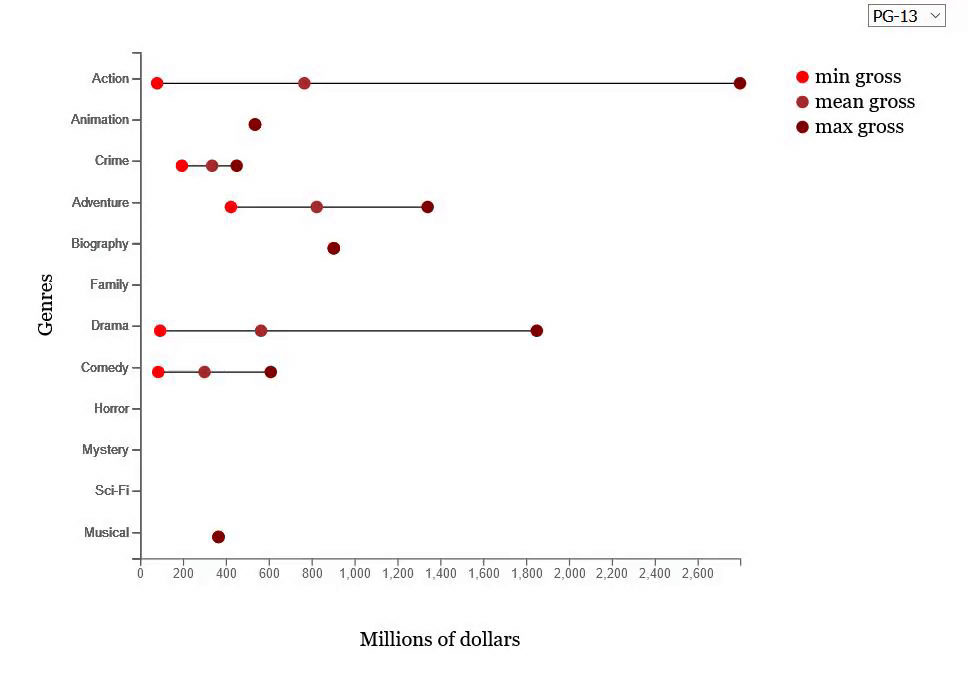 PG-13
Action
Animation
Crime
Adventure
Biography
Family
Drama
Comedy
Horror
Mystery
Sci-Fi
Musical
Genres
min gross
mean gross
max gross
0 200 400 600 800 1,000 1,200 1,400 1,600 1,800 2,000 2,200 2,400 2,600
Millions of dollars